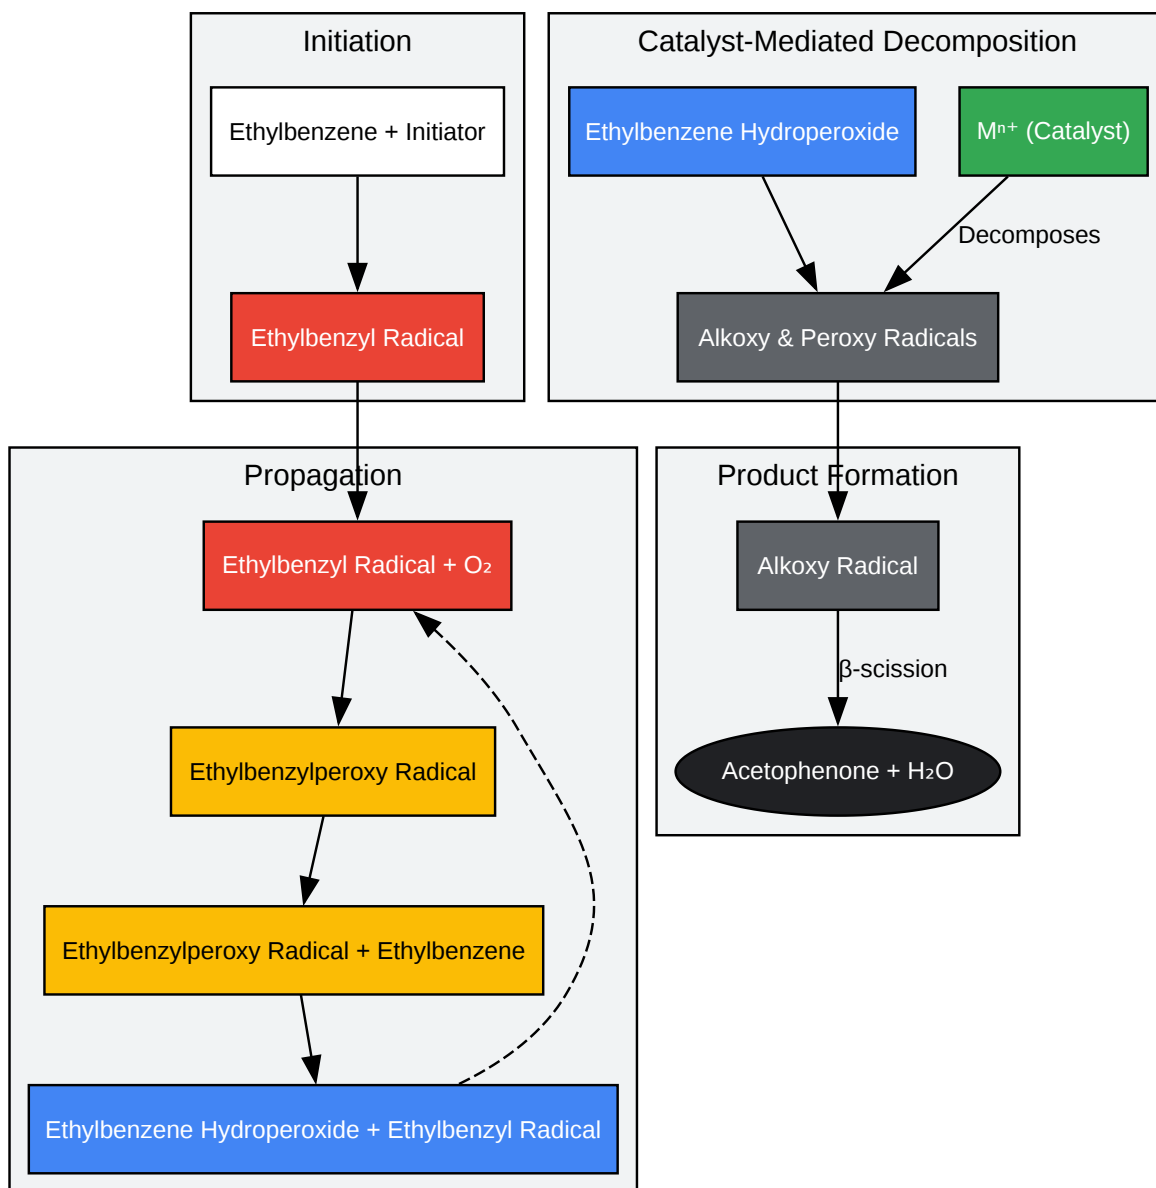 Initiation
Ethylbenzene + Initiator
Ethylbenzyl Radical
Catalyst-Mediated Decomposition
Ethylbenzene Hydroperoxide
Mⁿ⁺ (Catalyst)
Decomposes
Alkoxy & Peroxy Radicals
Propagation
Ethylbenzyl Radical + O₂
Ethylbenzylperoxy Radical
Ethylbenzylperoxy Radical + Ethylbenzene
Ethylbenzene Hydroperoxide + Ethylbenzyl Radical
Product Formation
Alkoxy Radical
β-scission
Acetophenone + H₂O